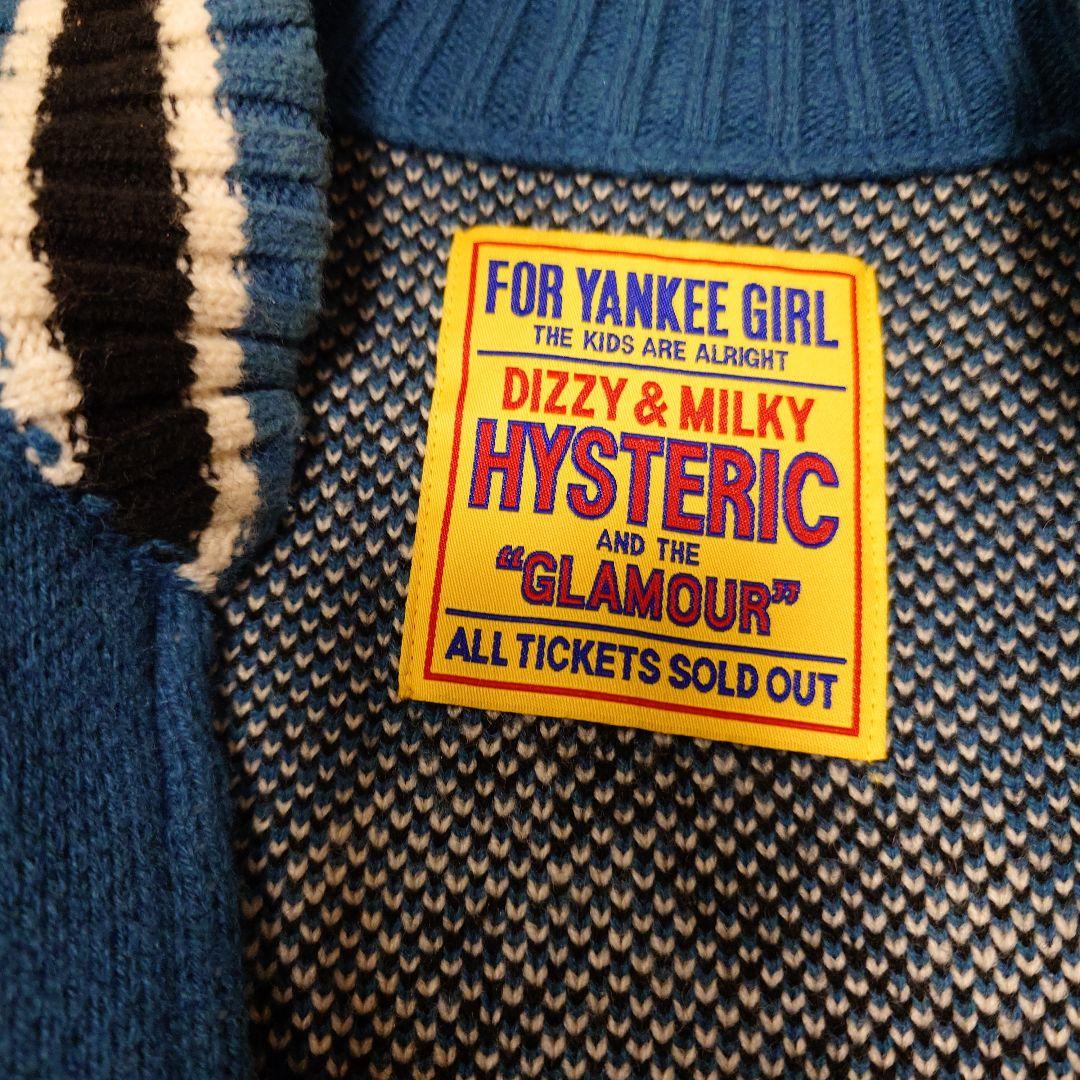 FOR YANKEE GIRL
THE KIDS ARE ALRIGHT
DIZZY & MILKY
HYSTERIC
AND THE
“GLAMOUR”
ALL TICKETS SOLD OUT